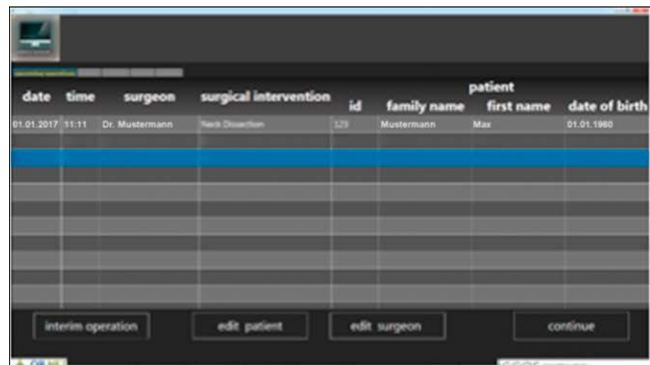 patient
date time surgeon surgical intervention id family name first name date of birth
01.01.2017 11:11 Dr. Mustermann Neck Dissection 129 Mustermann Max 01.01.1960
interim operation edit patient edit surgeon continue